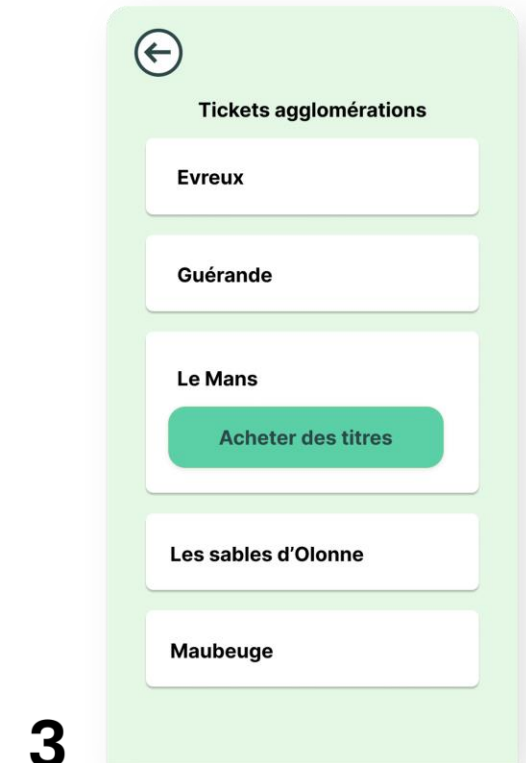 Tickets agglomérations
Evreux
Guérande
Le Mans
Acheter des titres
Les sables d’Olonne
Maubeuge
3